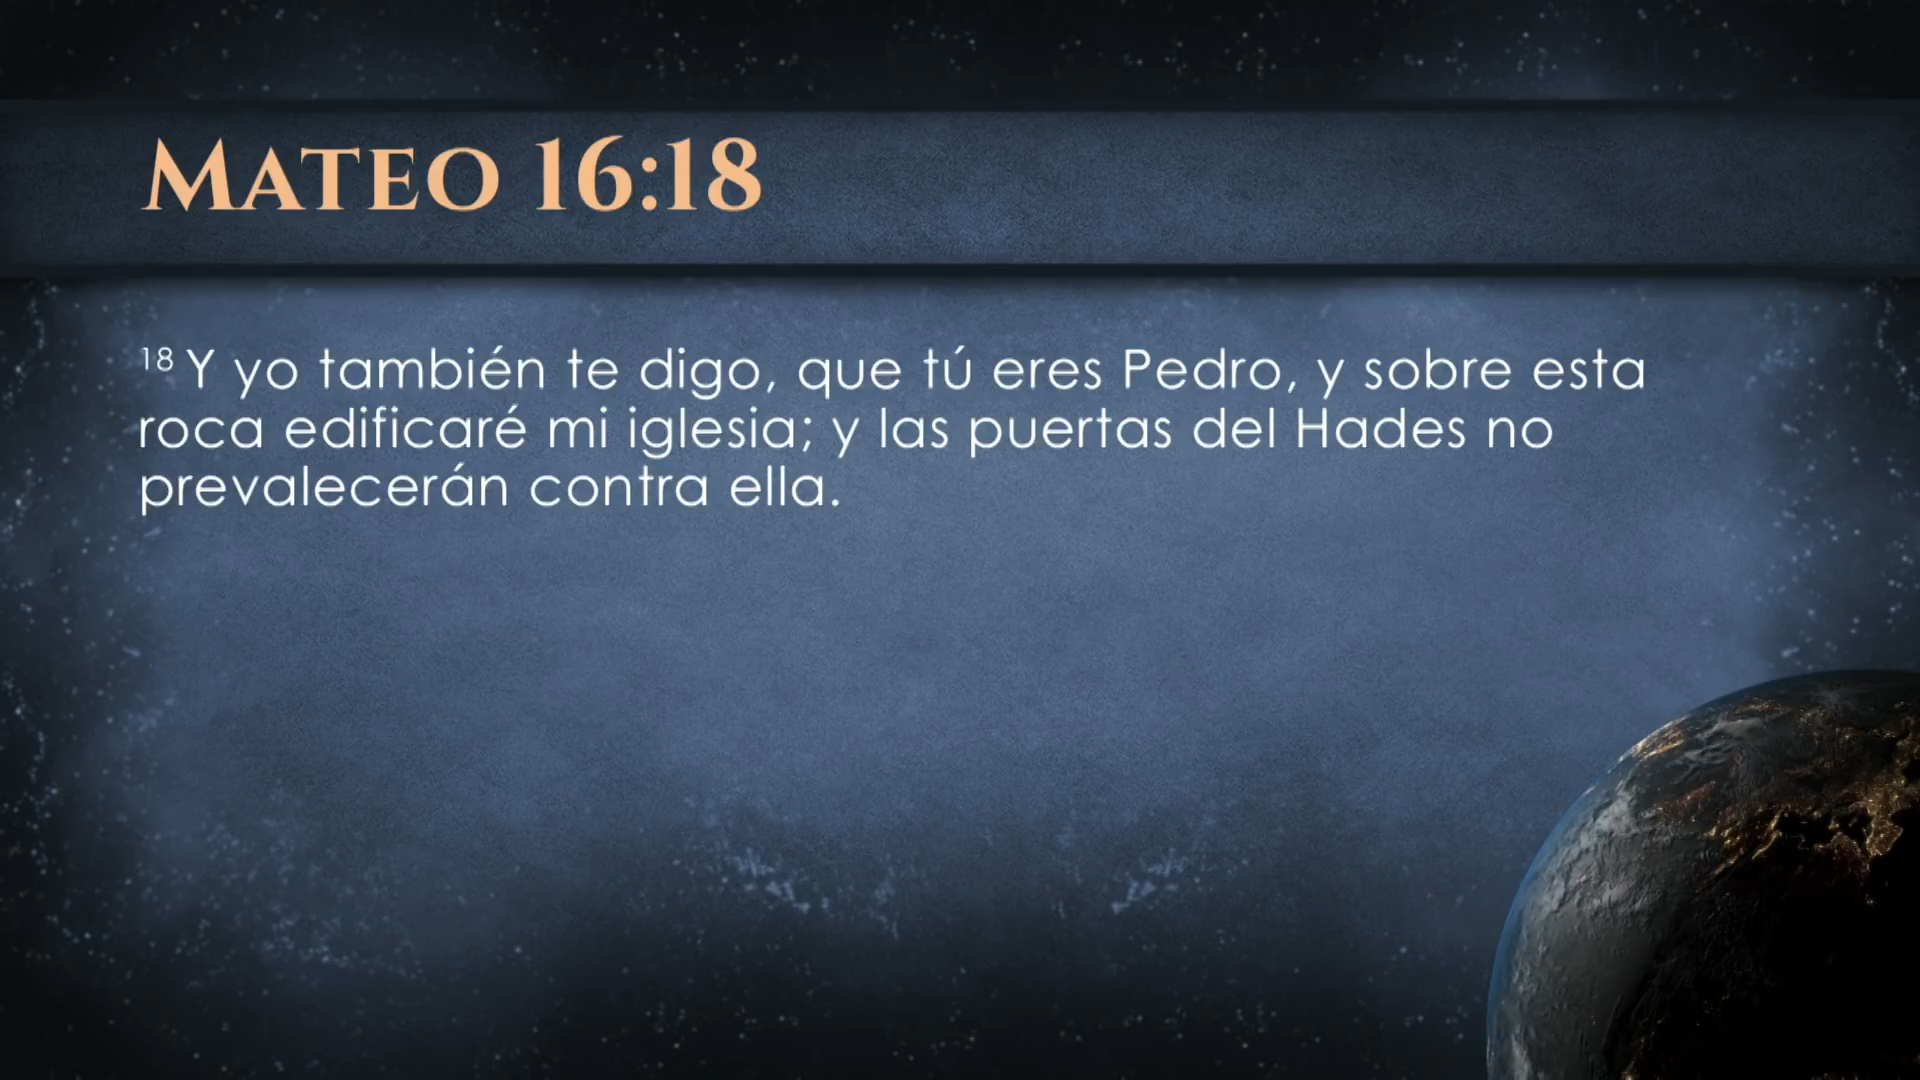 Mateo 16:18
18 Y yo también te digo, que tú eres Pedro, y sobre esta
roca edificaré mi iglesia; y las puertas del Hades no
prevalecerán contra ella.